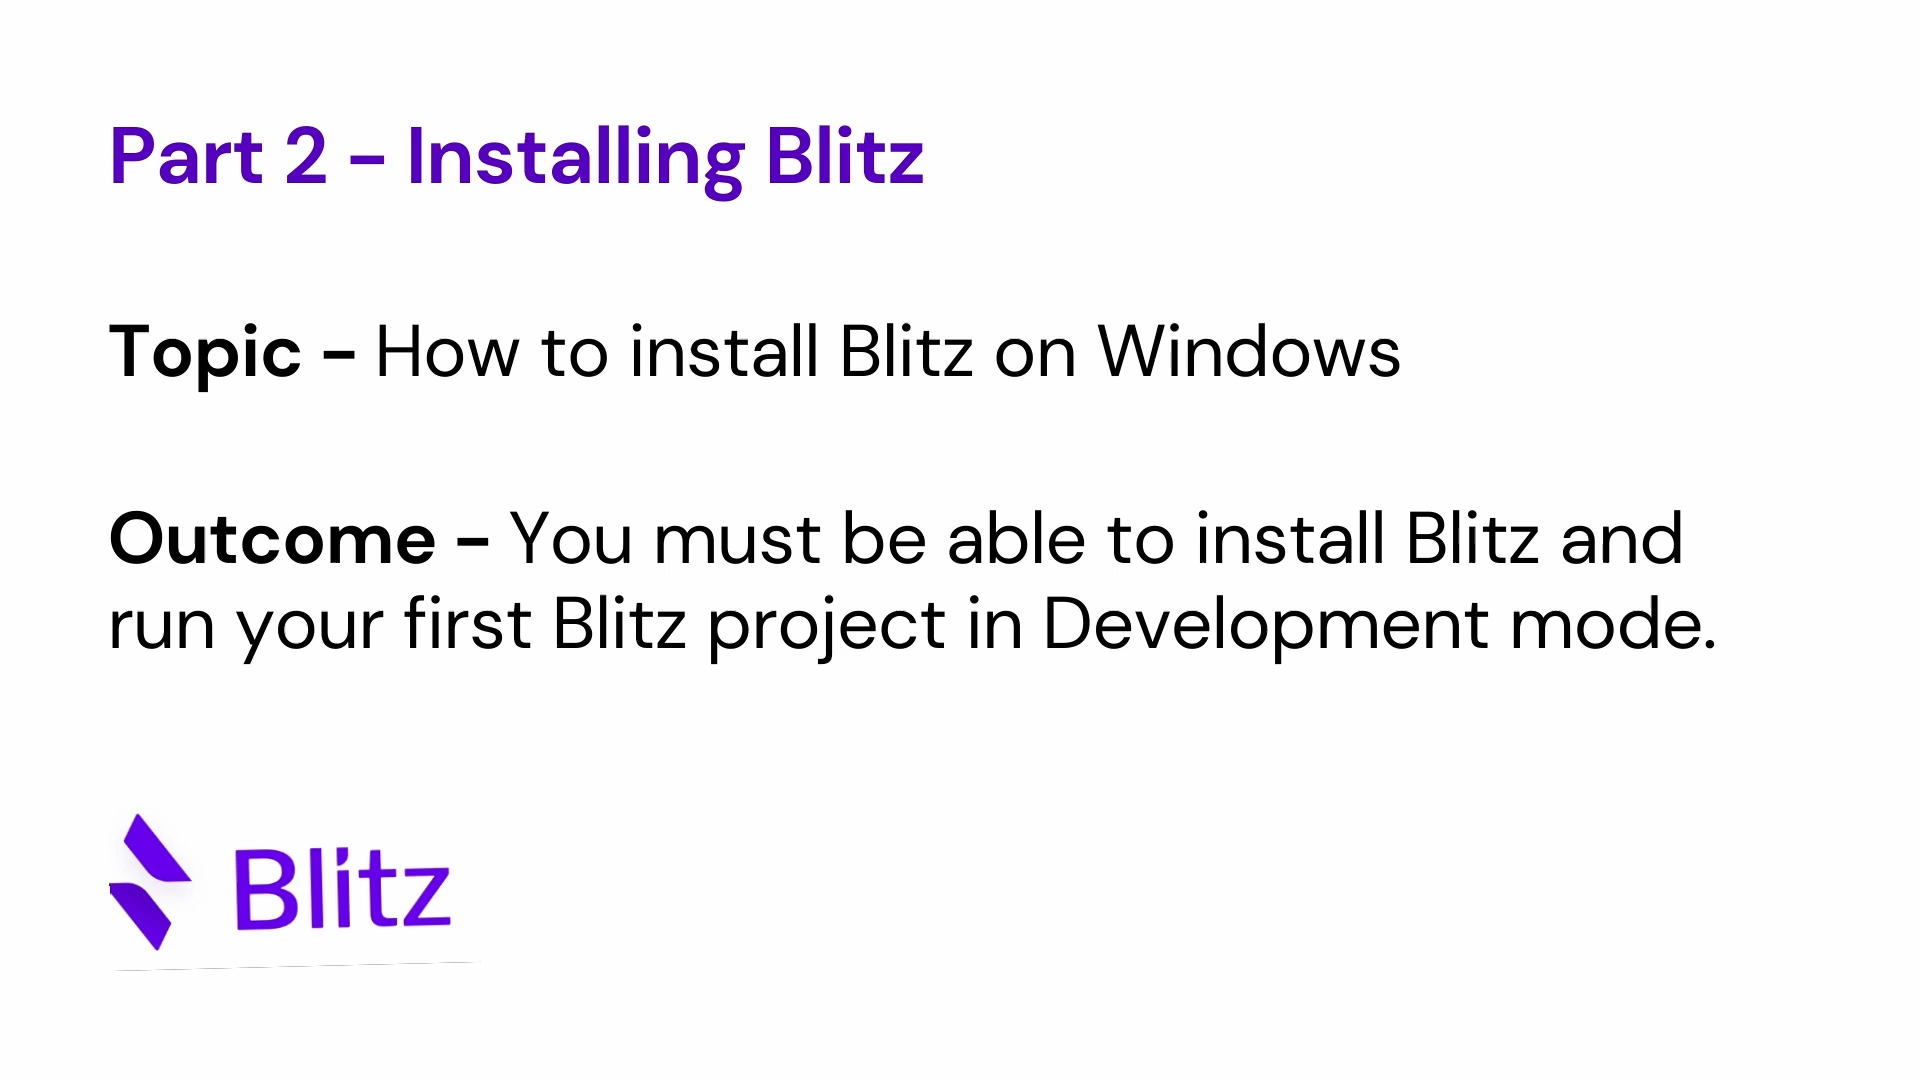 Part 2 - Installing Blitz
Topic - How to install Blitz on Windows
Outcome - You must be able to install Blitz and
run your first Blitz project in Development mode.
Blitz